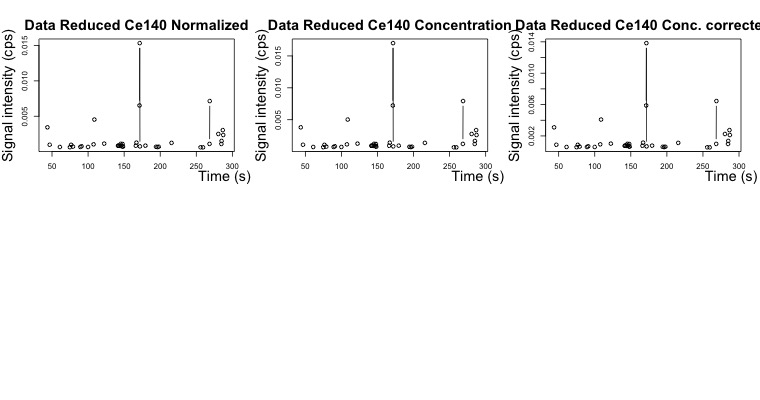 Data Reduced Ce140 Normalized
Signal intensity (cps)
0.005 0.010 0.015
50 100 150 200 250 300
Time (s)
Data Reduced Ce140 Concentration
Signal intensity (cps)
0.005 0.010 0.015
50 100 150 200 250 300
Time (s)
Data Reduced Ce140 Conc. correcte
Signal intensity (cps)
0.002 0.006 0.010 0.014
50 100 150 200 250 300
Time (s)